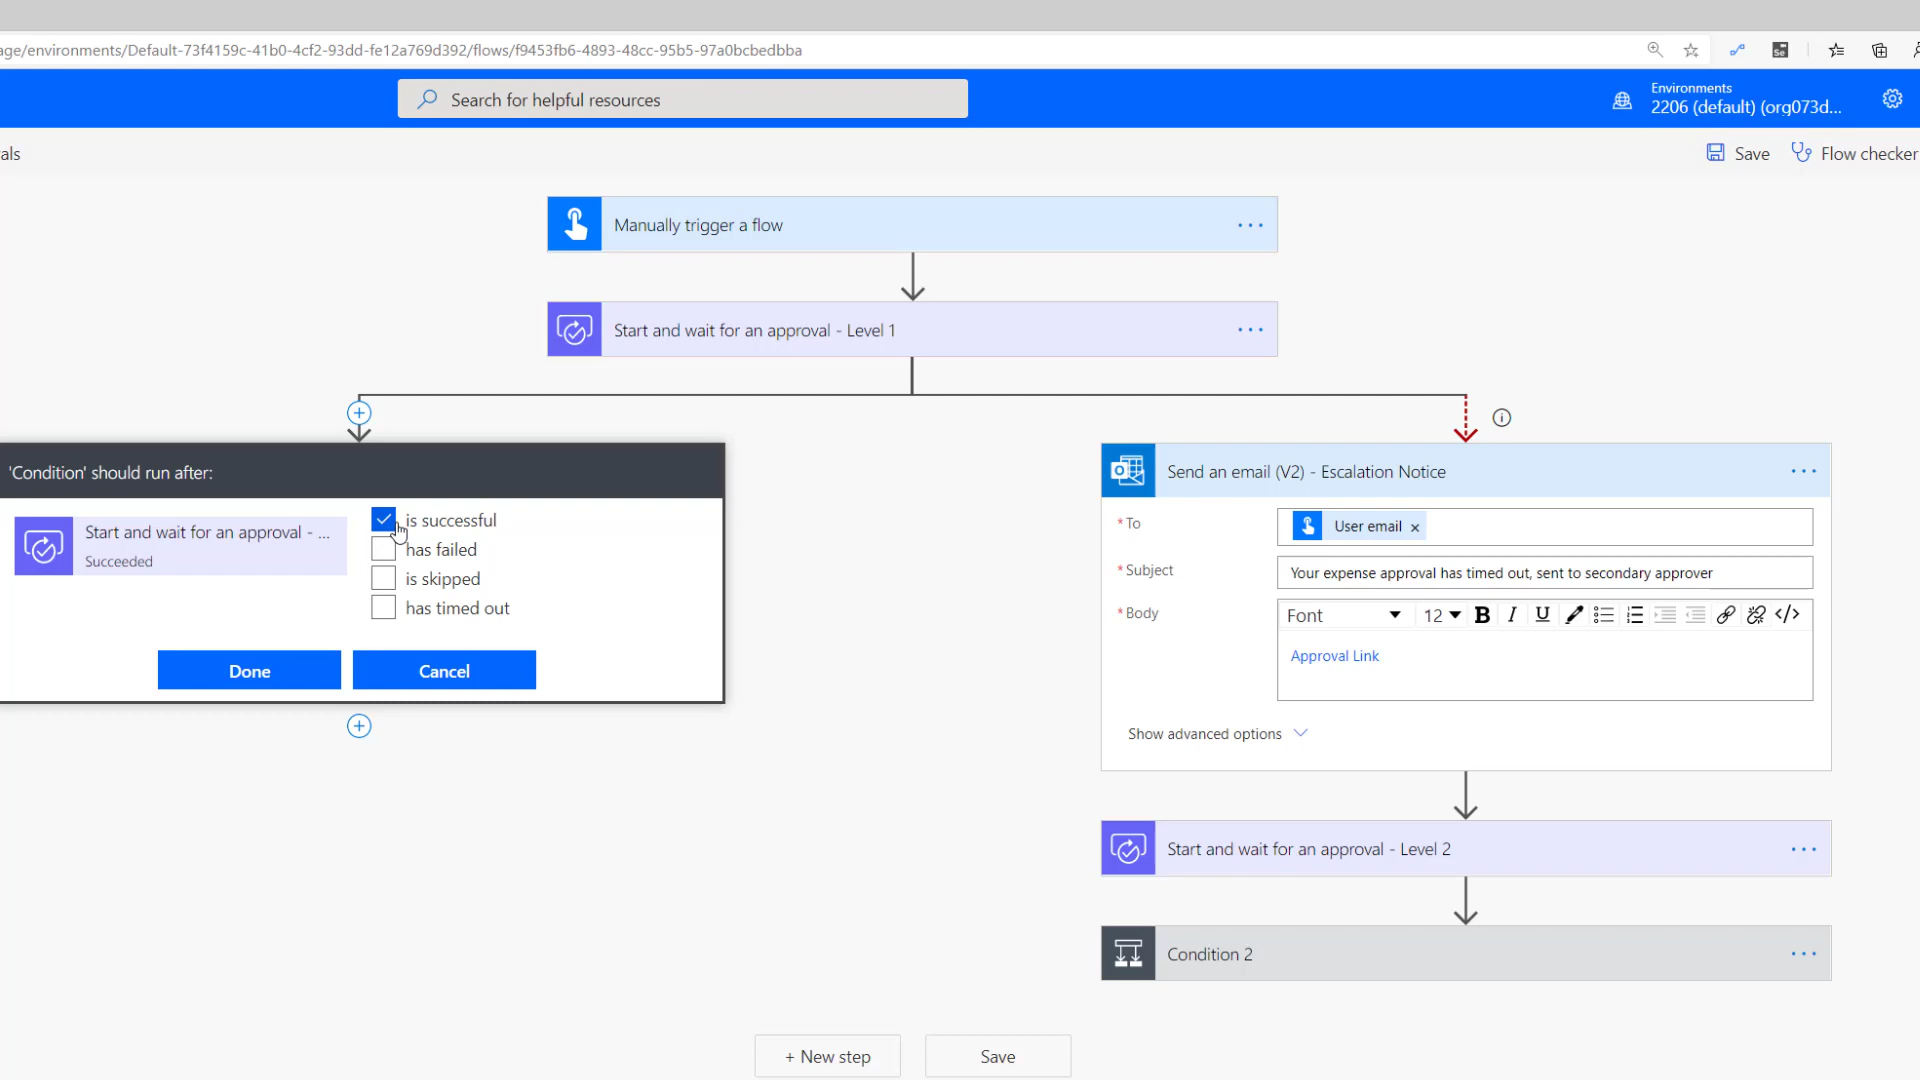 age/environments/Default-73f4159c-41b0-4cf2-93dd-fe12a769d392/flows/f9453fb6-4893-48cc-95b5-97a0bcbedbba
Search for helpful resources
Environments
2206 (default) (org073d...
als
Save
Flow checker
Manually trigger a flow
Start and wait for an approval - Level 1
'Condition' should run after:
Start and wait for an approval - ...
Succeeded
is successful
has failed
is skipped
has timed out
Done
Cancel
Send an email (V2) - Escalation Notice
* To
User email ×
* Subject
Your expense approval has timed out, sent to secondary approver
* Body
Font
12
B I U </>
Approval Link
Show advanced options
Start and wait for an approval - Level 2
Condition 2
+ New step
Save